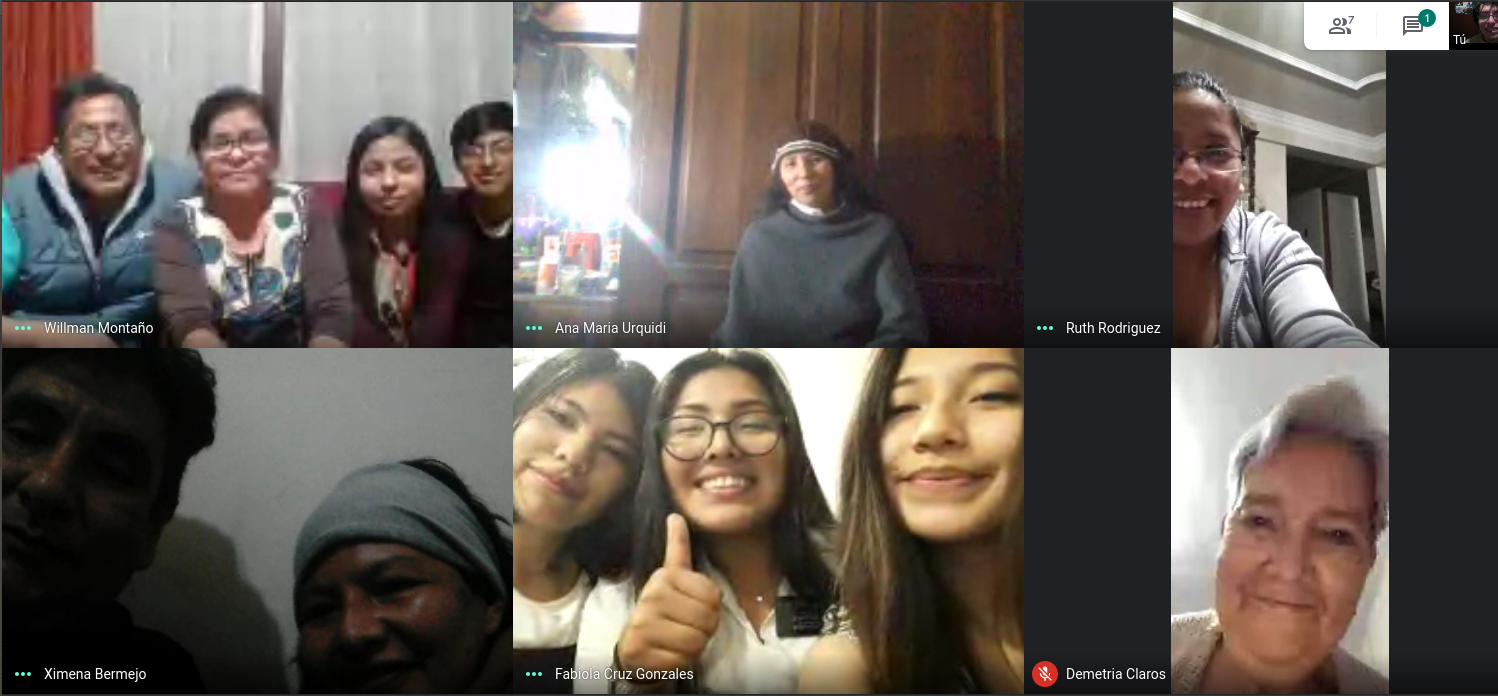 7
1
Tú
Willman Montaño
Ana Maria Urquidi
Ruth Rodriguez
Ximena Bermejo
Fabiola Cruz Gonzales
Demetria Claros